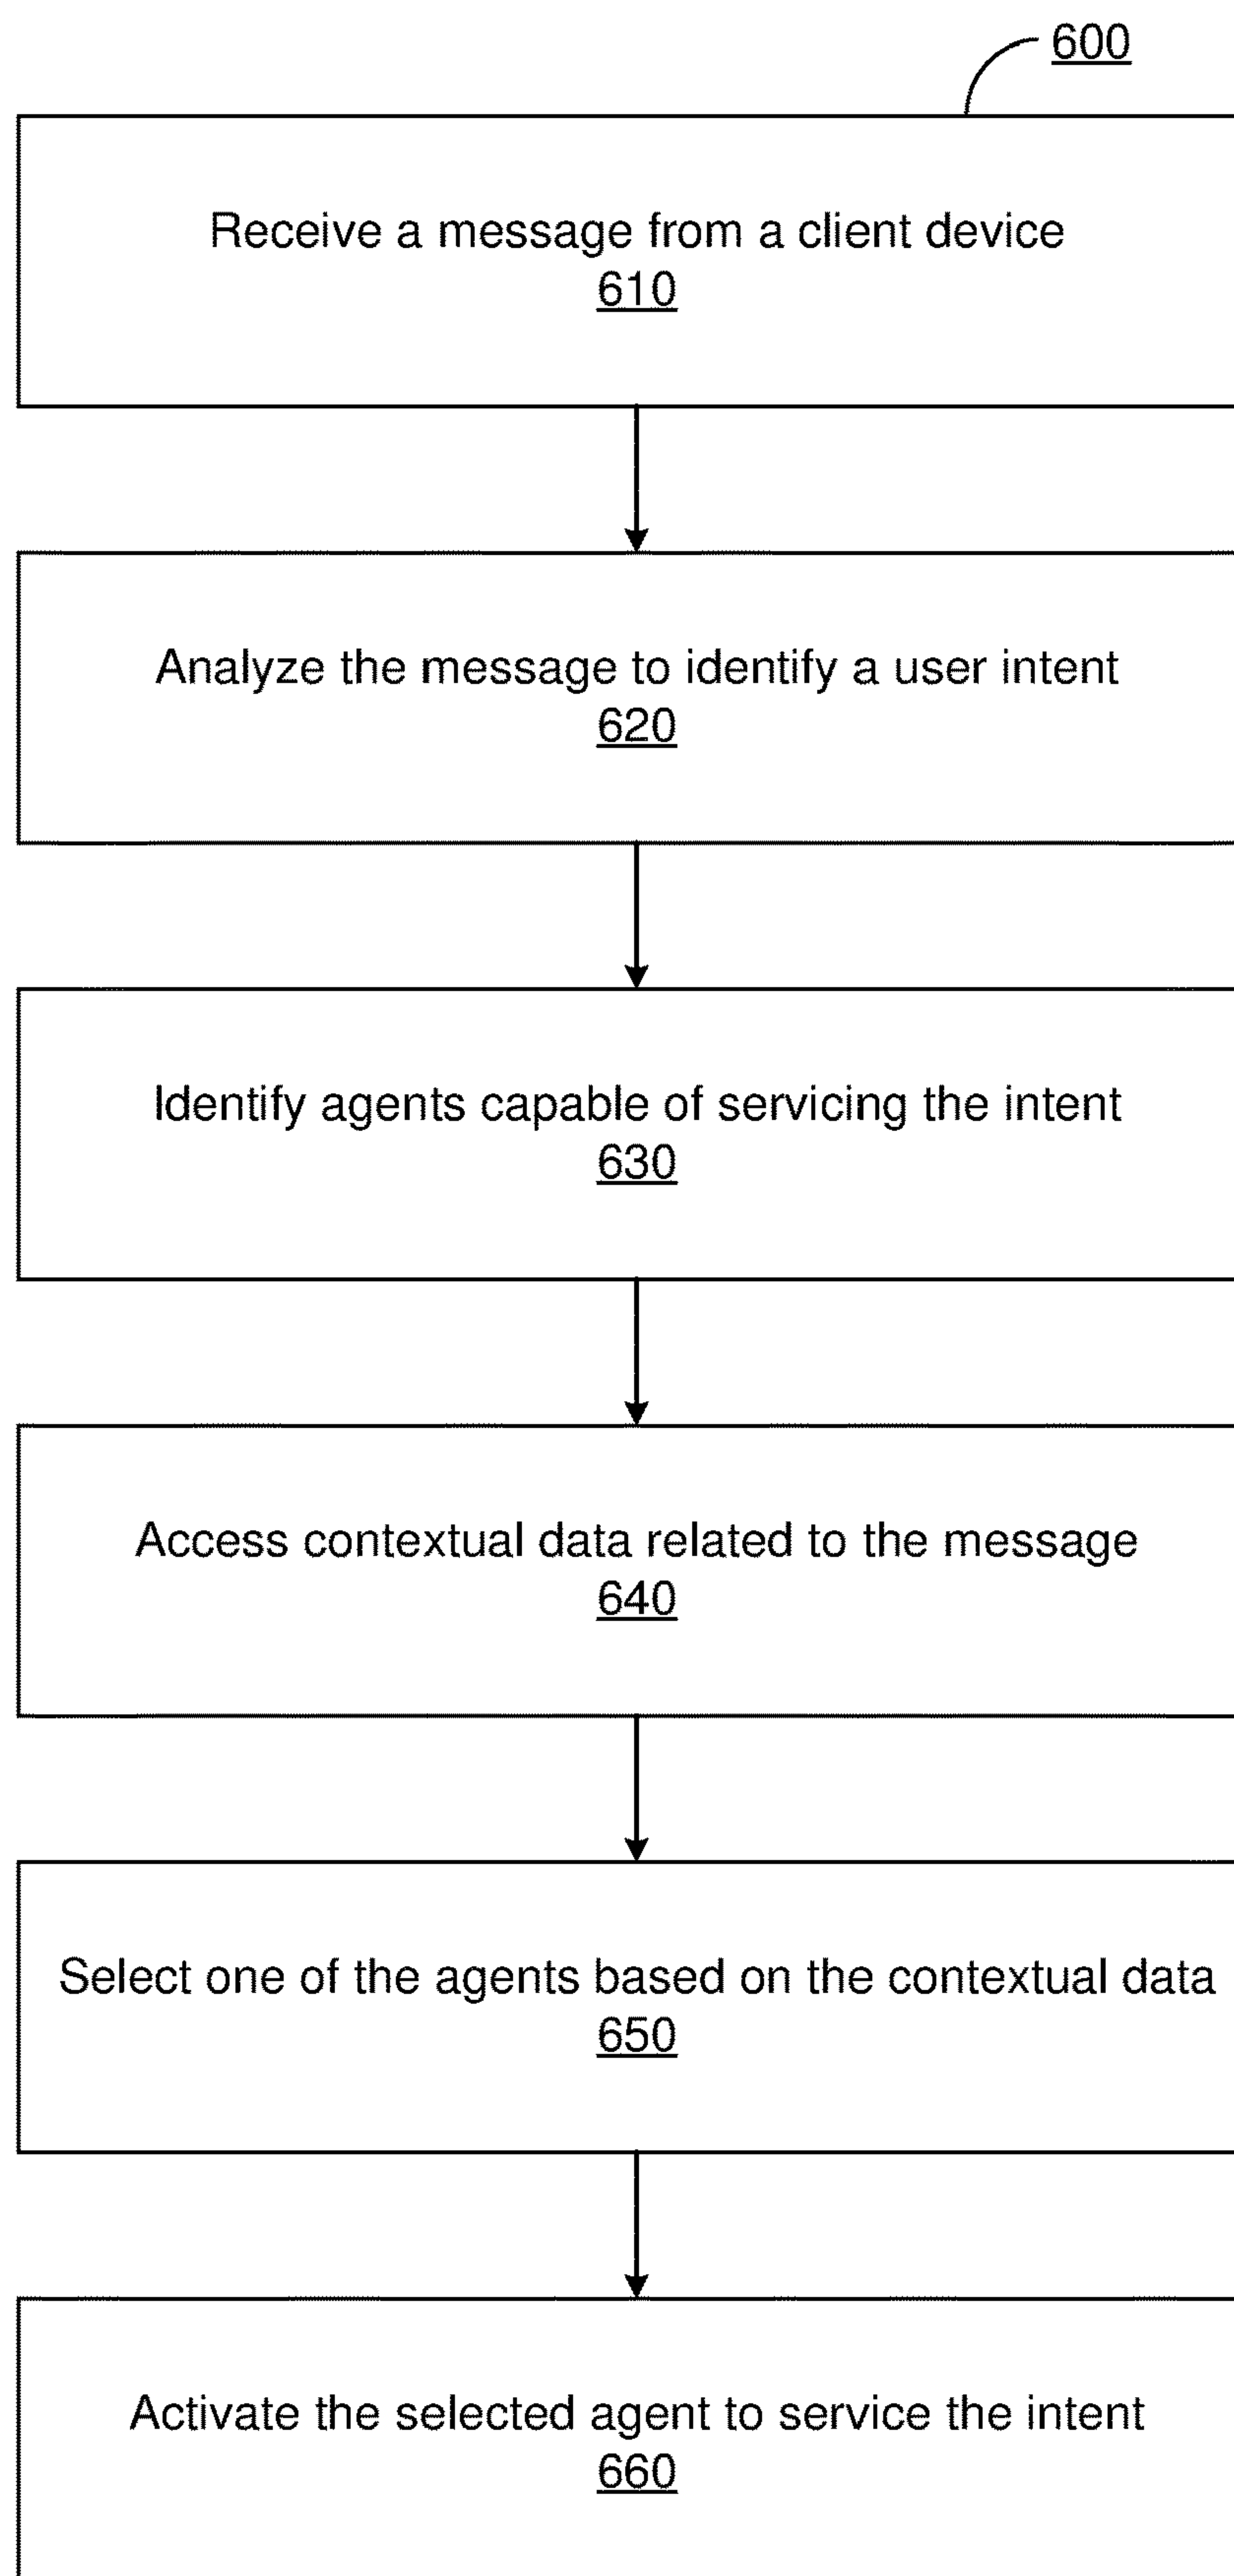 600
Receive a message from a client device
610
Analyze the message to identify a user intent
620
Identify agents capable of servicing the intent
630
Access contextual data related to the message
640
Select one of the agents based on the contextual data
650
Activate the selected agent to service the intent
660